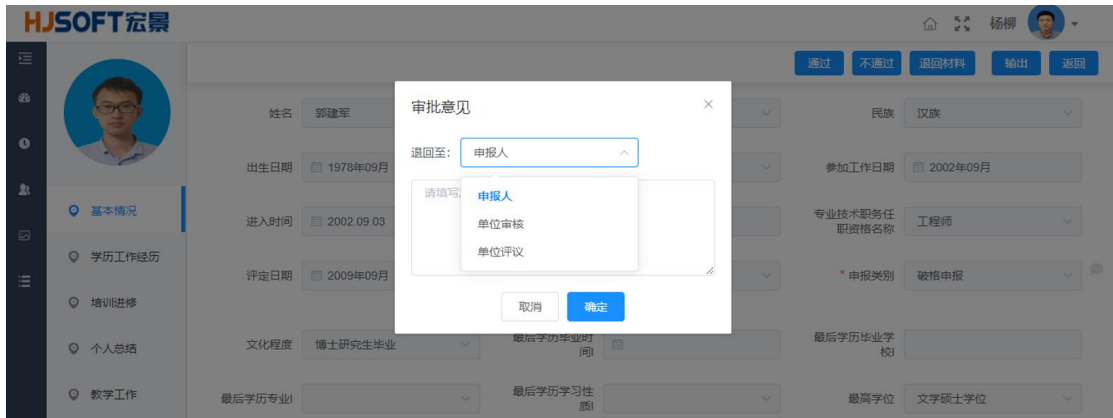 HJSOFT宏景
杨柳
通过 不通过 退回材料 输出 返回
审批意见
姓名 郭建军
民族 汉族
退回至： 申报人
出生日期 1978年09月
参加工作日期 2002年09月
请填写
申报人
基本情况
进入时间 2002.09.03
单位审核
专业技术职务任
职资格名称 工程师
单位评议
学历工作经历
评定日期 2009年09月
* 申报类别 破格申报
培训进修
取消 确定
个人总结
文化程度 博士研究生毕业
最后学历毕业时
间I
最后学历毕业学
校I
教学工作
最后学历专业I
最后学历学习性
质I
最高学位 文学硕士学位